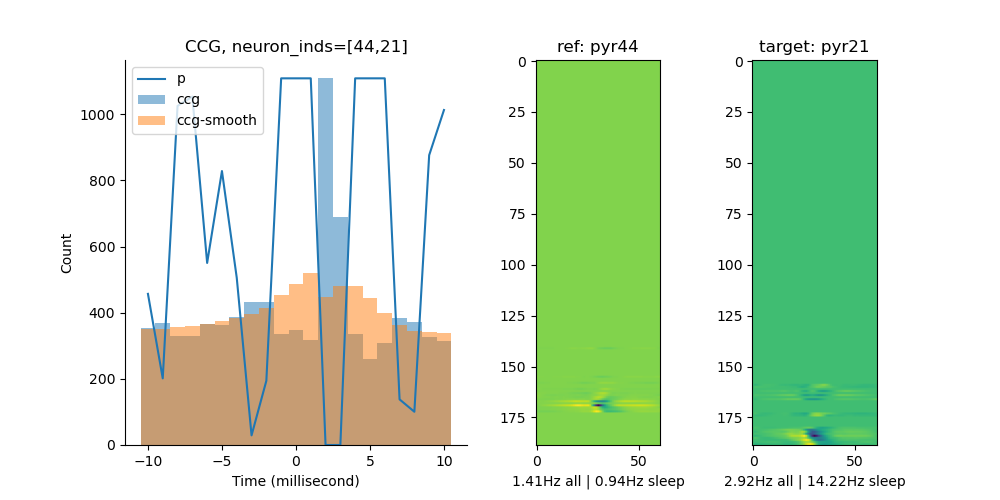 CCG, neuron_inds=[44,21]
p
ccg
ccg-smooth
Count
1000
800
600
400
200
0
−10 −5 0 5 10
Time (millisecond)
ref: pyr44
0
25
50
75
100
125
150
175
0 50
1.41Hz all | 0.94Hz sleep
target: pyr21
0
25
50
75
100
125
150
175
0 50
2.92Hz all | 14.22Hz sleep